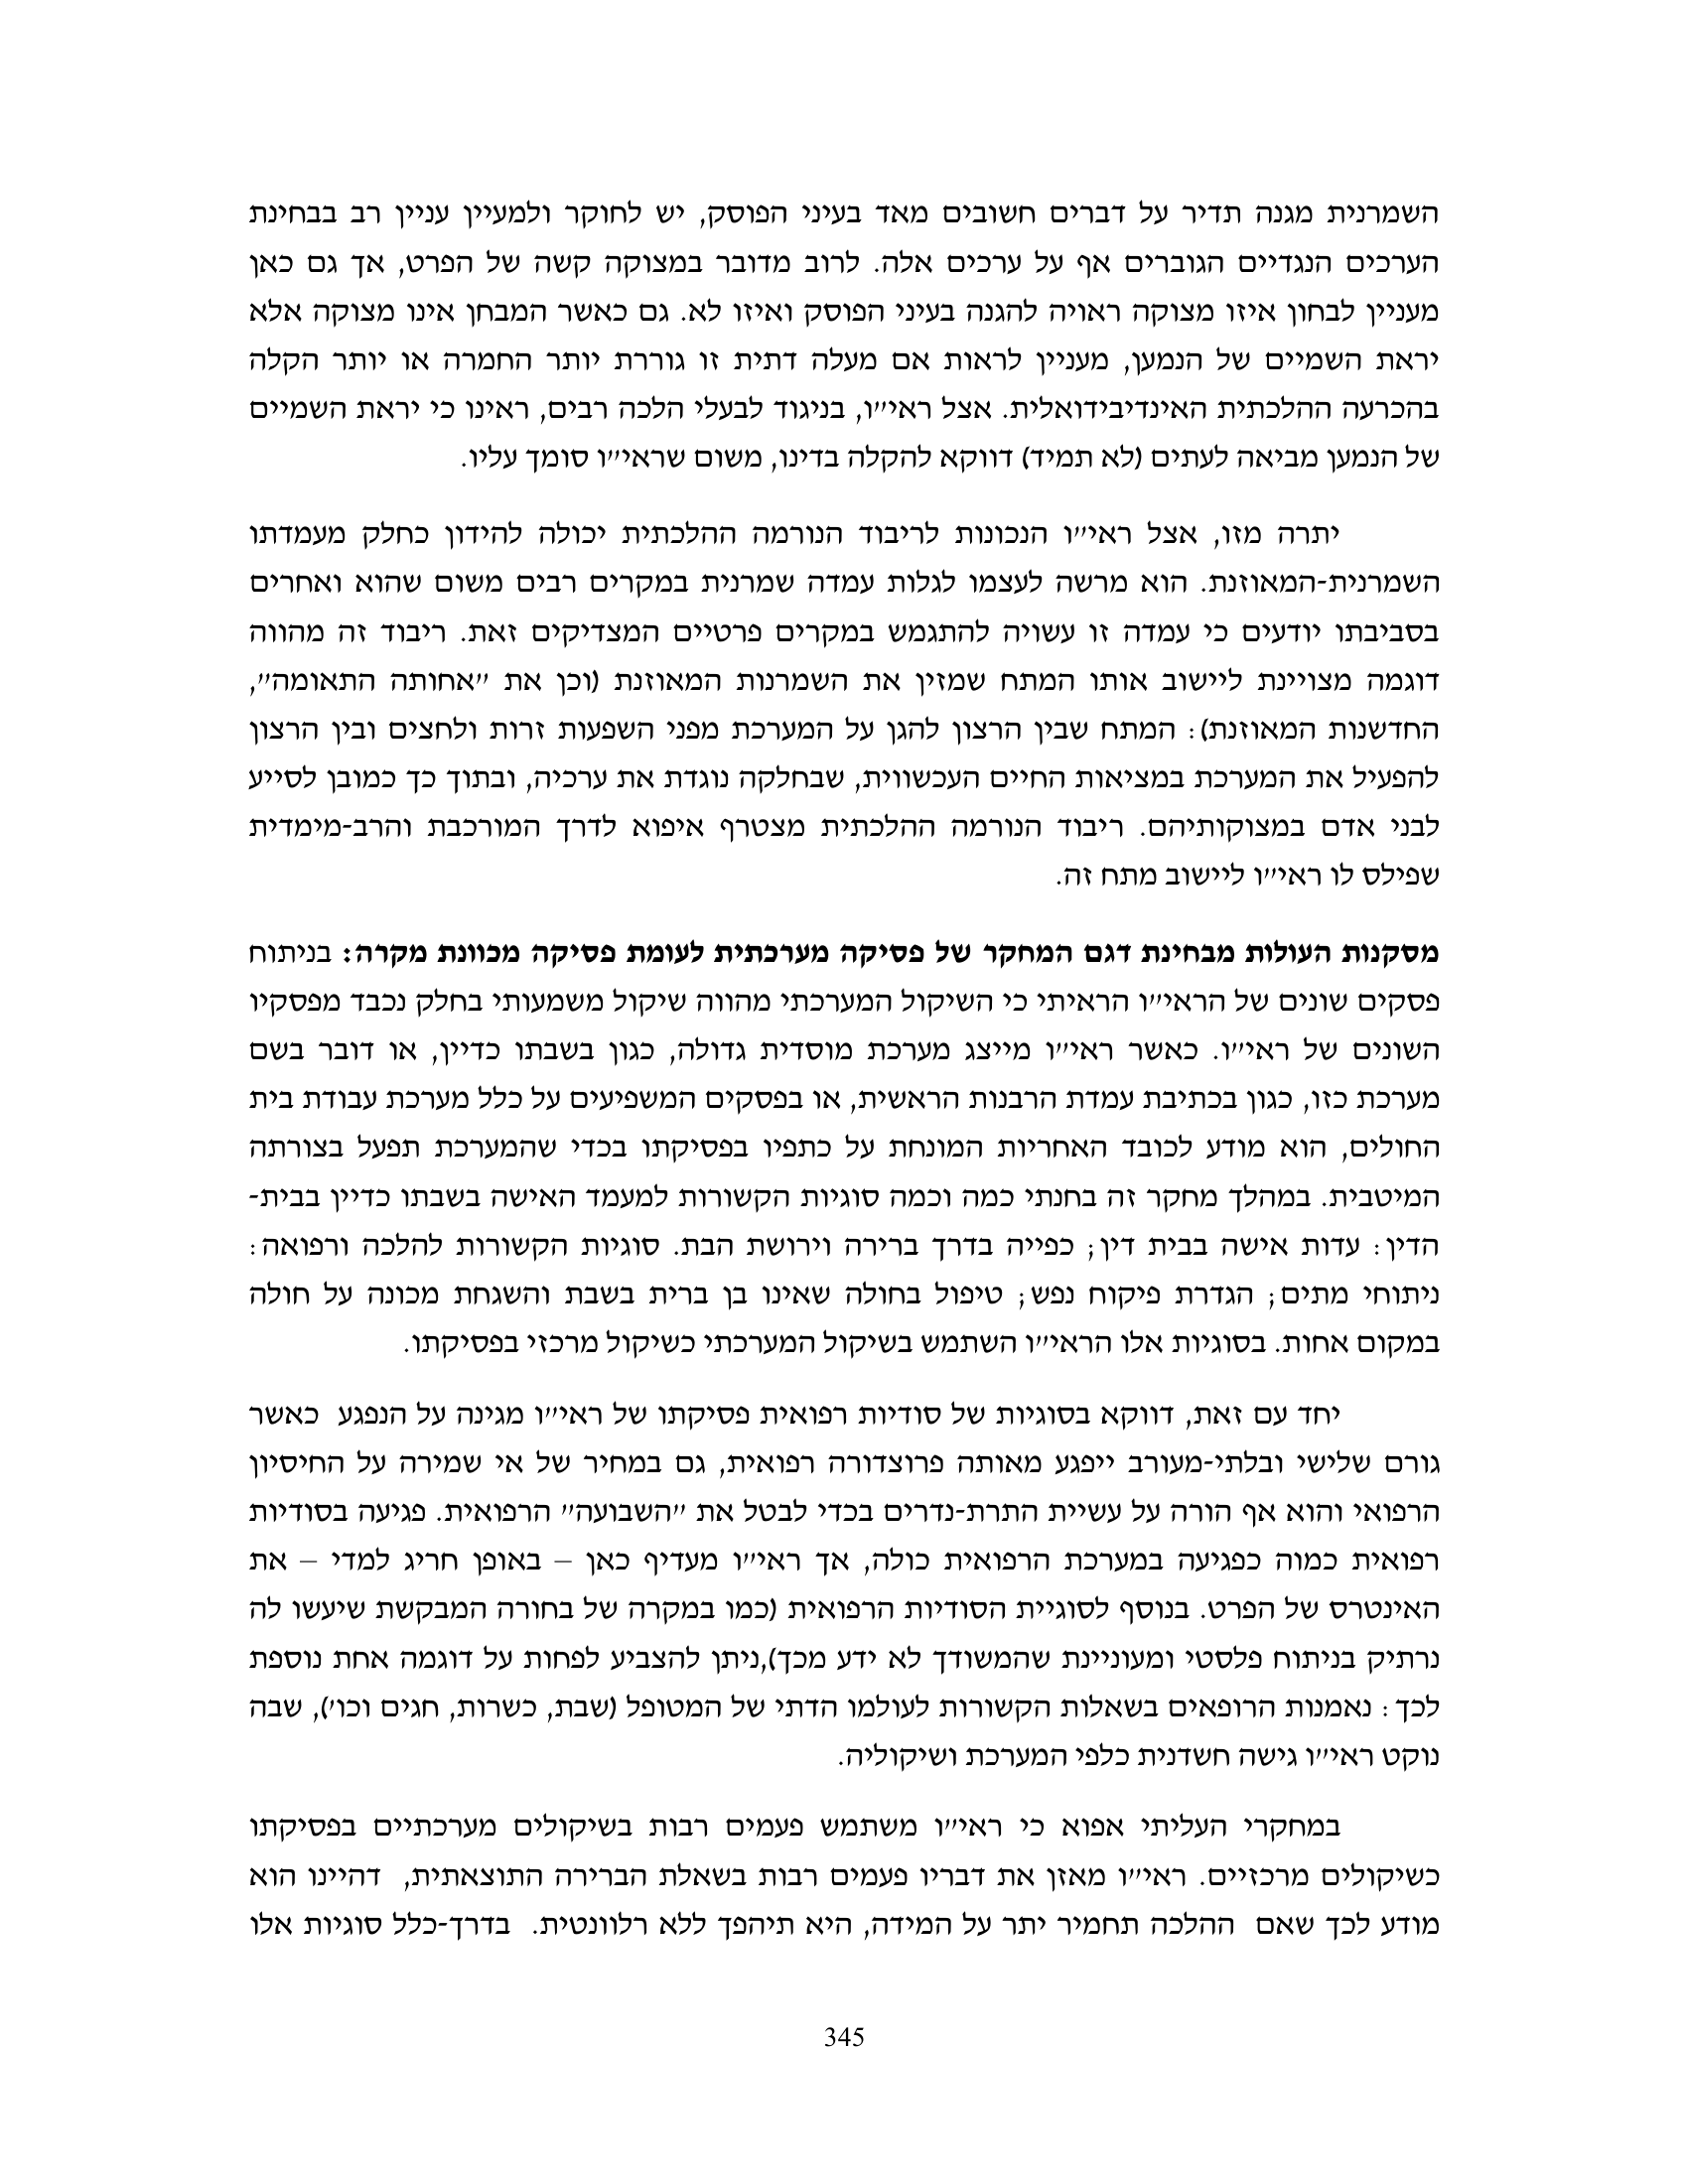 השמרנית מגנה תדיר על דברים חשובים מאד בעיני הפוסק, יש לחוקר ולמעיין עניין רב בבחינת
הערכים הנגדיים הגוברים אף על ערכים אלה. לרוב מדובר במצוקה קשה של הפרט, אך גם כאן
מעניין לבחון איזו מצוקה ראויה להגנה בעיני הפוסק ואיזו לא. גם כאשר המבחן אינו מצוקה אלא
יראת השמיים של הנמען, מעניין לראות אם מעלה דתית זו גוררת יותר החמרה או יותר הקלה
בהכרעה ההלכתית האינדיבידואלית. אצל ראי״ו, בניגוד לבעלי הלכה רבים, ראינו כי יראת השמיים
של הנמען מביאה לעתים (לא תמיד) דווקא להקלה בדינו, משום שראי״ו סומך עליו.
יתרה מזו, אצל ראי״ו הנכונות לריבוד הנורמה ההלכתית יכולה להידון כחלק מעמדתו
השמרנית-המאוזנת. הוא מרשה לעצמו לגלות עמדה שמרנית במקרים רבים משום שהוא ואחרים
בסביבתו יודעים כי עמדה זו עשויה להתגמש במקרים פרטיים המצדיקים זאת. ריבוד זה מהווה
דוגמה מצויינת ליישוב אותו המתח שמזין את השמרנות המאוזנת (וכן את ״אחותה התאומה״,
החדשנות המאוזנת): המתח שבין הרצון להגן על המערכת מפני השפעות זרות ולחצים ובין הרצון
להפעיל את המערכת במציאות החיים העכשווית, שבחלקה נוגדת את ערכיה, ובתוך כך כמובן לסייע
לבני אדם במצוקותיהם. ריבוד הנורמה ההלכתית מצטרף איפוא לדרך המורכבת והרב-מימדית
שפילס לו ראי״ו ליישוב מתח זה.
מסקנות העולות מבחינת דגם המחקר של פסיקה מערכתית לעומת פסיקה מכוונת מקרה: בניתוח
פסקים שונים של הראי״ו הראיתי כי השיקול המערכתי מהווה שיקול משמעותי בחלק נכבד מפסקיו
השונים של ראי״ו. כאשר ראי״ו מייצג מערכת מוסדית גדולה, כגון בשבתו כדיין, או דובר בשם
מערכת כזו, כגון בכתיבת עמדת הרבנות הראשית, או בפסקים המשפיעים על כלל מערכת עבודת בית
החולים, הוא מודע לכובד האחריות המונחת על כתפיו בפסיקתו בכדי שהמערכת תפעל בצורתה
המיטבית. במהלך מחקר זה בחנתי כמה וכמה סוגיות הקשורות למעמד האישה בשבתו כדיין בבית-
הדין: עדות אישה בבית דין; כפייה בדרך ברירה וירושת הבת. סוגיות הקשורות להלכה ורפואה:
ניתוחי מתים; הגדרת פיקוח נפש; טיפול בחולה שאינו בן ברית בשבת והשגחת מכונה על חולה
במקום אחות. בסוגיות אלו הראי״ו השתמש בשיקול המערכתי כשיקול מרכזי בפסיקתו.
יחד עם זאת, דווקא בסוגיות של סודיות רפואית פסיקתו של ראי״ו מגינה על הנפגע  כאשר
גורם שלישי ובלתי-מעורב ייפגע מאותה פרוצדורה רפואית, גם במחיר של אי שמירה על החיסיון
הרפואי והוא אף הורה על עשיית התרת-נדרים בכדי לבטל את ״השבועה״ הרפואית. פגיעה בסודיות
רפואית כמוה כפגיעה במערכת הרפואית כולה, אך ראי״ו מעדיף כאן – באופן חריג למדי – את
האינטרס של הפרט. בנוסף לסוגיית הסודיות הרפואית (כמו במקרה של בחורה המבקשת שיעשו לה
נרתיק בניתוח פלסטי ומעוניינת שהמשודך לא ידע מכך),ניתן להצביע לפחות על דוגמה אחת נוספת
לכך: נאמנות הרופאים בשאלות הקשורות לעולמו הדתי של המטופל (שבת, כשרות, חגים וכו׳), שבה
נוקט ראי״ו גישה חשדנית כלפי המערכת ושיקוליה.
במחקרי העליתי אפוא כי ראי״ו משתמש פעמים רבות בשיקולים מערכתיים בפסיקתו
כשיקולים מרכזיים. ראי״ו מאזן את דבריו פעמים רבות בשאלת הברירה התוצאתית,  דהיינו הוא
מודע לכך שאם  ההלכה תחמיר יתר על המידה, היא תיהפך ללא רלוונטית.  בדרך-כלל סוגיות אלו
345